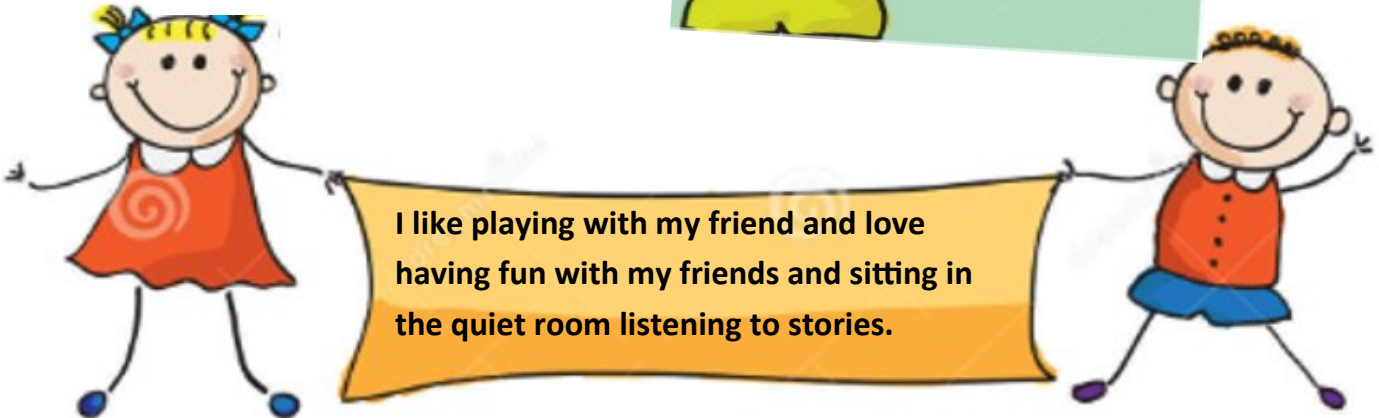 I like playing with my friend and love
having fun with my friends and sitting in
the quiet room listening to stories.